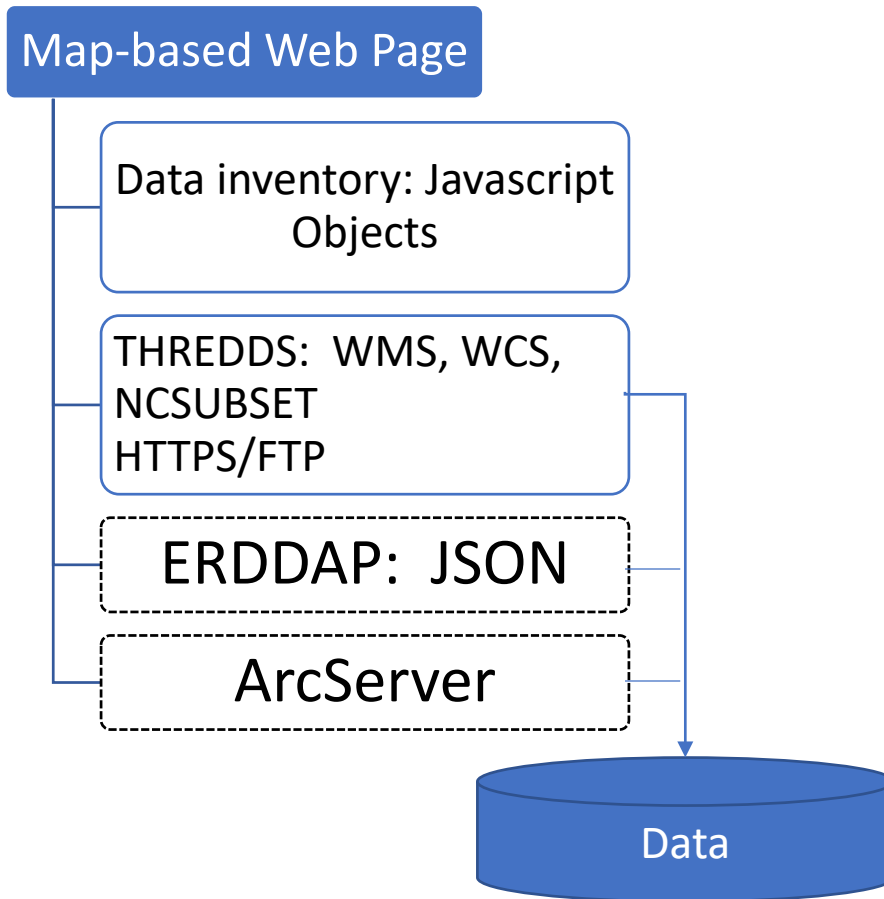 Map-based Web Page
Data inventory: Javascript
Objects
THREDDS: WMS, WCS,
NCSUBSET
HTTPS/FTP
ERDDAP: JSON
ArcServer
Data